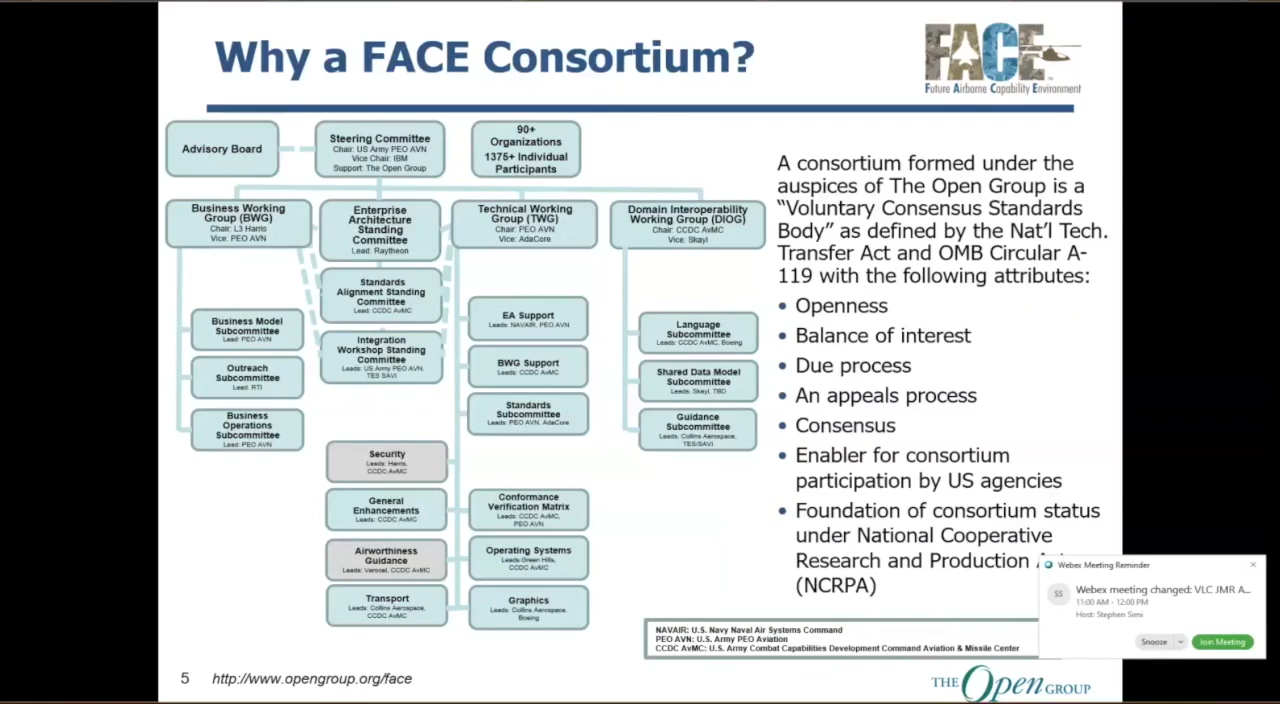 Why a FACE Consortium?
FACE
Future Airborne Capability Environment
Advisory Board
Steering Committee
Chair: US Army PEO AVN
Vice Chair: IBM
Support: The Open Group
90+
Organizations
1375+ Individual
Participants
Business Working
Group (BWG)
Chair: L3 Harris
Vice: PEO AVN
Enterprise
Architecture
Standing
Committee
Lead: Raytheon
Technical Working
Group (TWG)
Chair: PEO AVN
Vice: AdaCore
Domain Interoperability
Working Group (DIOG)
Chair: CCDC AvMC
Vice: Skayl
Standards
Alignment Standing
Committee
Lead: CCDC AvMC
Integration
Workshop Standing
Committee
Leads: US Army PEO AVN,
TES SAVI
Business Model
Subcommittee
Lead: PEO AVN
Outreach
Subcommittee
Lead: RTI
Business
Operations
Subcommittee
Lead: PEO AVN
EA Support
Leads: NAVAIR, PEO AVN
BWG Support
Leads: CCDC AvMC
Standards
Subcommittee
Leads: PEO AVN, AdaCore
Language
Subcommittee
Leads: CCDC AvMC, Boeing
Shared Data Model
Subcommittee
Leads: Skayl, TBD
Guidance
Subcommittee
Leads: Collins Aerospace,
TES/SAVI
Security
Leads: Harris,
CCDC AvMC
General
Enhancements
Leads: CCDC AvMC
Airworthiness
Guidance
Leads: Verocel, CCDC AvMC
Transport
Leads: Collins Aerospace,
CCDC AvMC
Conformance
Verification Matrix
Leads: CCDC AvMC,
PEO AVN
Operating Systems
Leads Green Hills,
CCDC AvMC
Graphics
Leads: Collins Aerospace,
Boeing
A consortium formed under the
auspices of The Open Group is a
“Voluntary Consensus Standards
Body” as defined by the Nat’l Tech.
Transfer Act and OMB Circular A-
119 with the following attributes:
• Openness
• Balance of interest
• Due process
• An appeals process
• Consensus
• Enabler for consortium
participation by US agencies
• Foundation of consortium status
under National Cooperative
Research and Production
(NCRPA)
NAVAIR: U.S. Navy Naval Air Systems Command
PEO AVN: U.S. Army PEO Aviation
CCDC AvMC: U.S. Army Combat Capabilities Development Command Aviation & Missile Center
Webex Meeting Reminder
SS
Webex meeting changed: VLC JMR A...
11:00 AM - 12:00 PM
Host: Stephen Simi
Snooze
Join Meeting
5 http://www.opengroup.org/face
THE Open GROUP